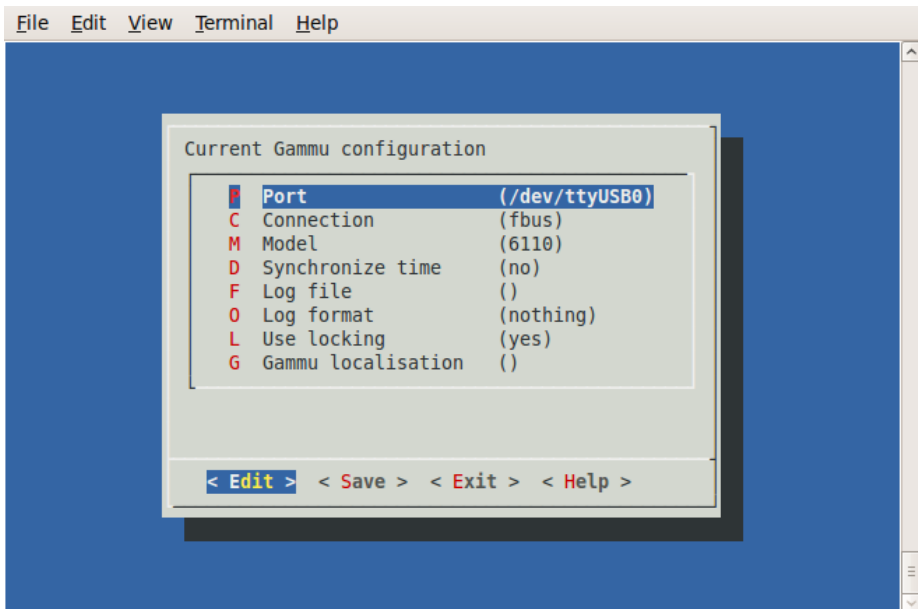 File Edit View Terminal Help
Current Gammu configuration
P Port (/dev/ttyUSB0)
C Connection (fbus)
M Model (6110)
D Synchronize time (no)
F Log file ()
O Log format (nothing)
L Use locking (yes)
G Gammu localisation ()
< Edit > < Save > < Exit > < Help >